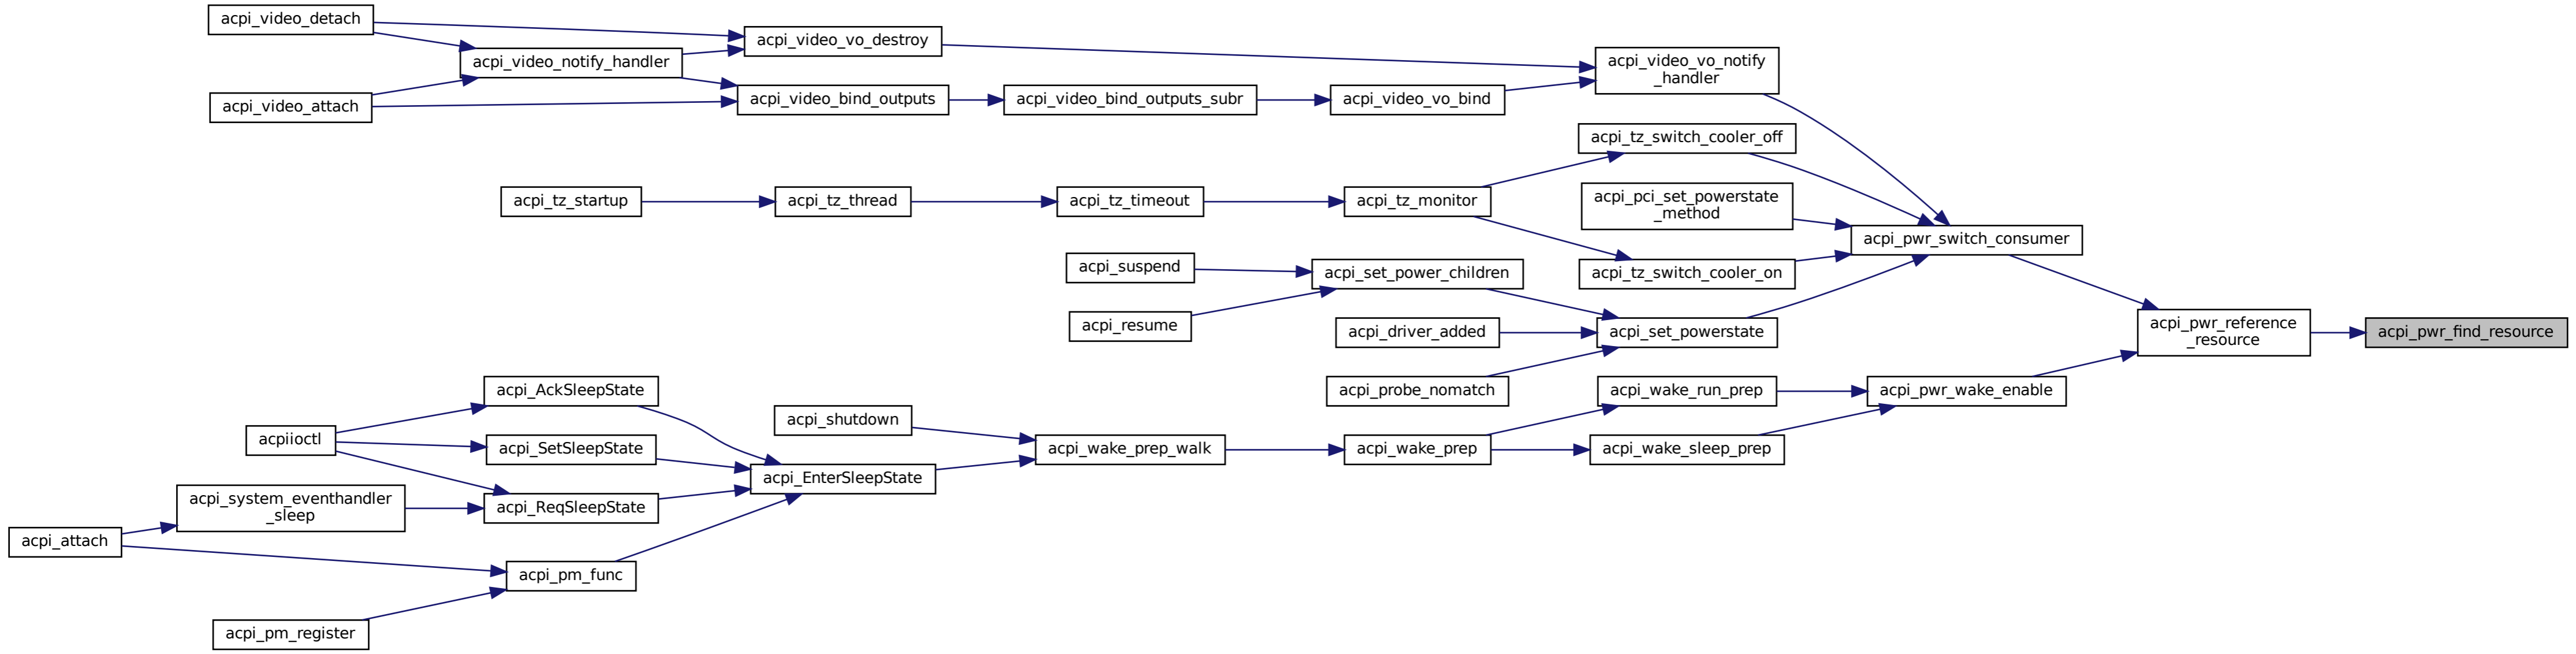 acpi_video_detach
acpi_video_vo_destroy
acpi_video_notify_handler
acpi_video_vo_notify
_handler
acpi_video_attach
acpi_video_bind_outputs
acpi_video_bind_outputs_subr
acpi_video_vo_bind
acpi_tz_switch_cooler_off
acpi_tz_startup
acpi_tz_thread
acpi_tz_timeout
acpi_tz_monitor
acpi_pci_set_powerstate
_method
acpi_pwr_switch_consumer
acpi_suspend
acpi_set_power_children
acpi_tz_switch_cooler_on
acpi_resume
acpi_driver_added
acpi_set_powerstate
acpi_pwr_reference
_resource
acpi_pwr_find_resource
acpi_probe_nomatch
acpi_AckSleepState
acpi_wake_run_prep
acpi_pwr_wake_enable
acpi_shutdown
acpiioctl
acpi_SetSleepState
acpi_wake_prep_walk
acpi_wake_prep
acpi_wake_sleep_prep
acpi_EnterSleepState
acpi_system_eventhandler
_sleep
acpi_ReqSleepState
acpi_attach
acpi_pm_func
acpi_pm_register